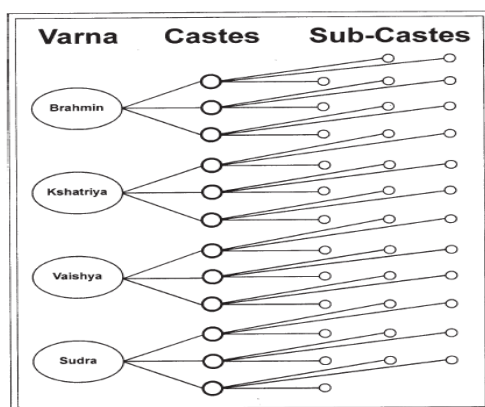 Varna Castes Sub-Castes
Brahmin
Kshatriya
Vaishya
Sudra